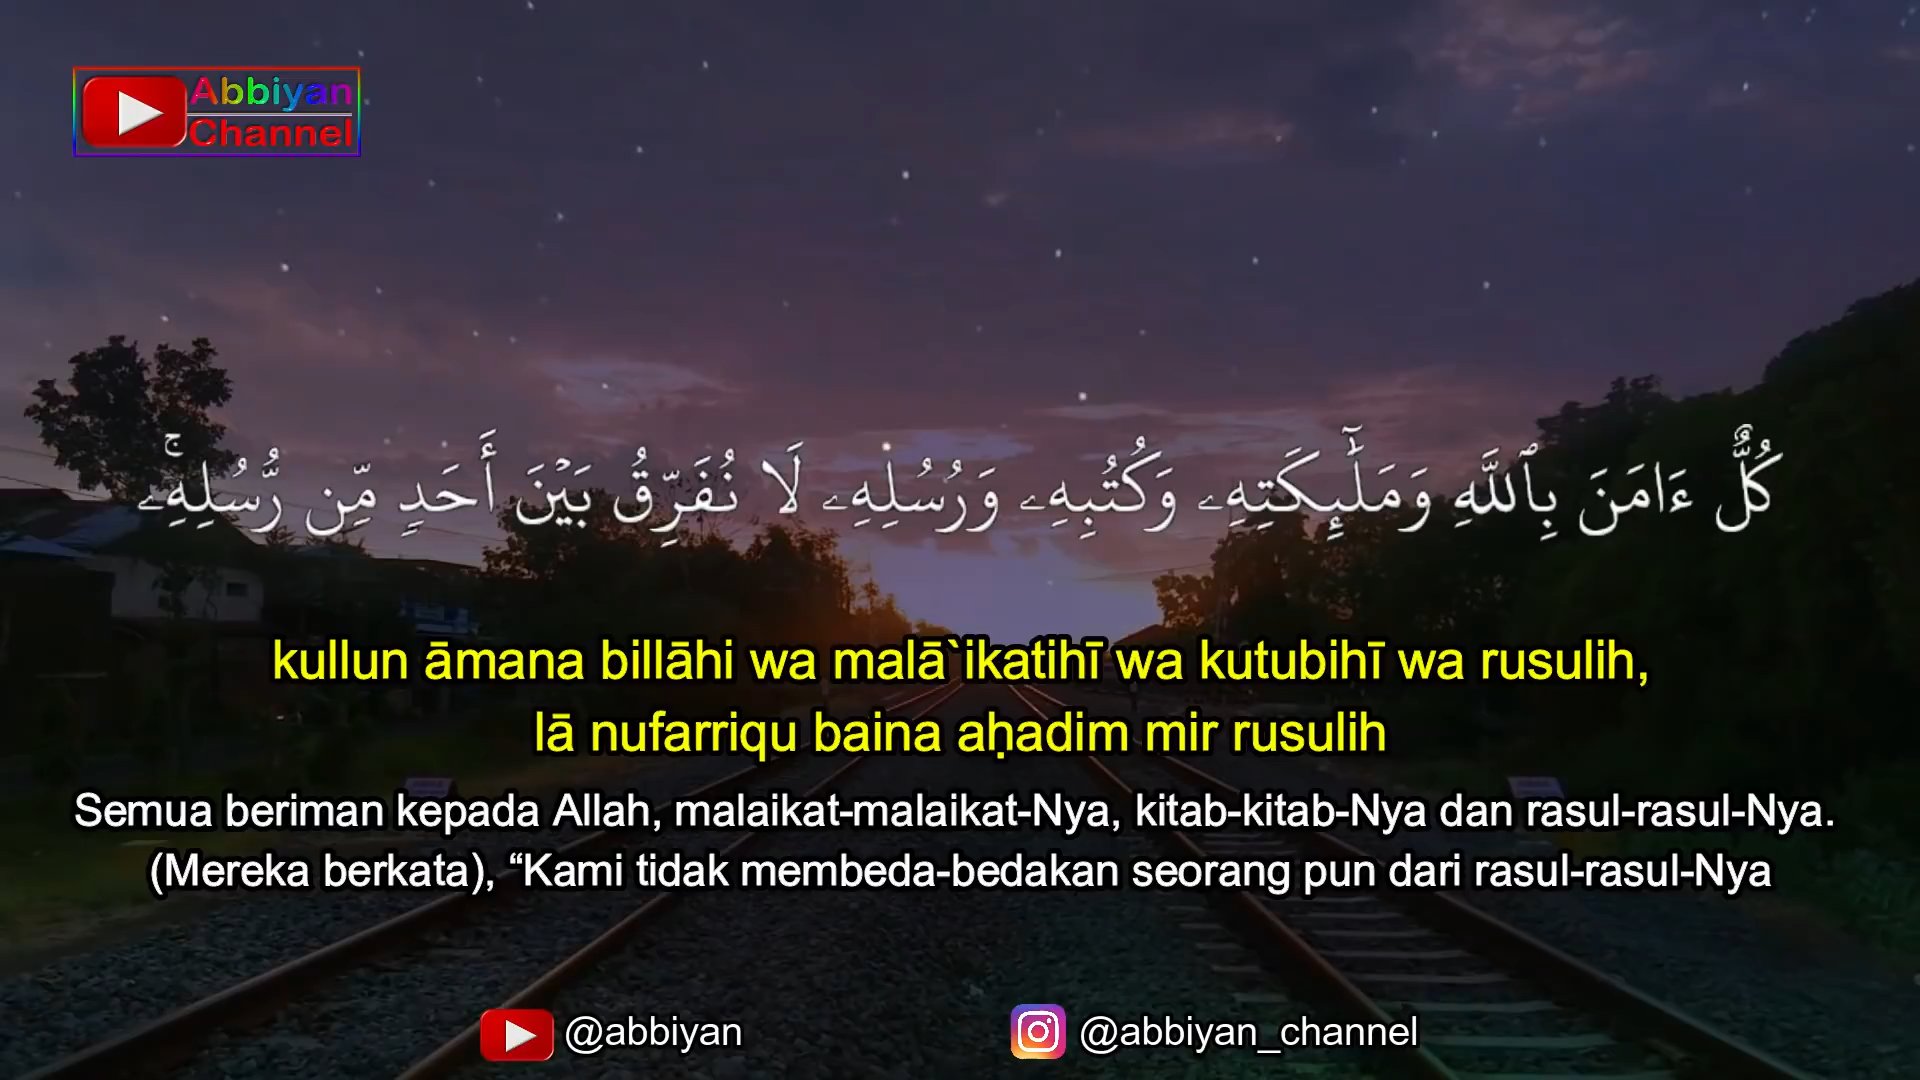 Abbiyan
Channel
كُلٌّ ءَامَنَ بِٱللَّهِ وَمَلَٰٓئِكَتِهِۦ وَكُتُبِهِۦ وَرُسُلِهِۦ لَا نُفَرِّقُ بَيْنَ أَحَدٍ مِّن رُّسُلِهِۦۚ
kullun āmana billāhi wa malā`ikatihī wa kutubihī wa rusulih,
lā nufarriqu baina aḥadim mir rusulih
Semua beriman kepada Allah, malaikat-malaikat-Nya, kitab-kitab-Nya dan rasul-rasul-Nya.
(Mereka berkata), “Kami tidak membeda-bedakan seorang pun dari rasul-rasul-Nya
@abbiyan
@abbiyan_channel